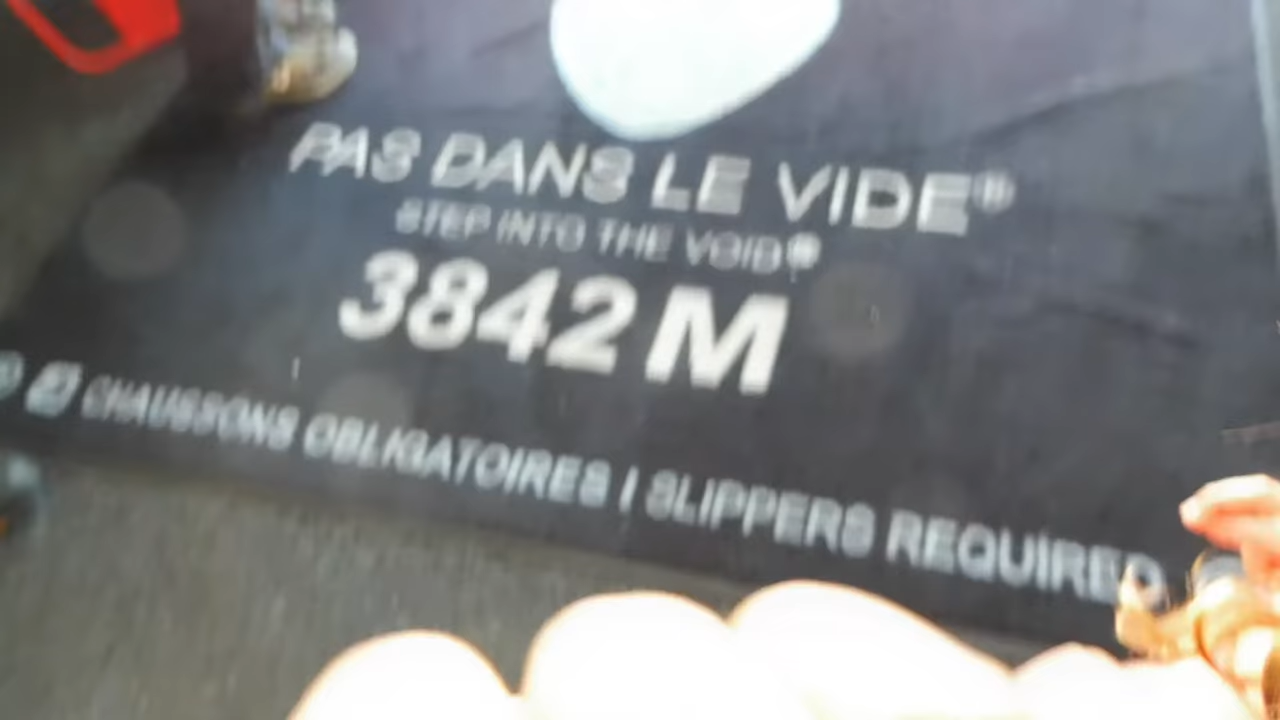 PAS DANS LE VIDE®
STEP INTO THE VOID®
3842 M
CHAUSSONS OBLIGATOIRES | SLIPPERS REQUIRED